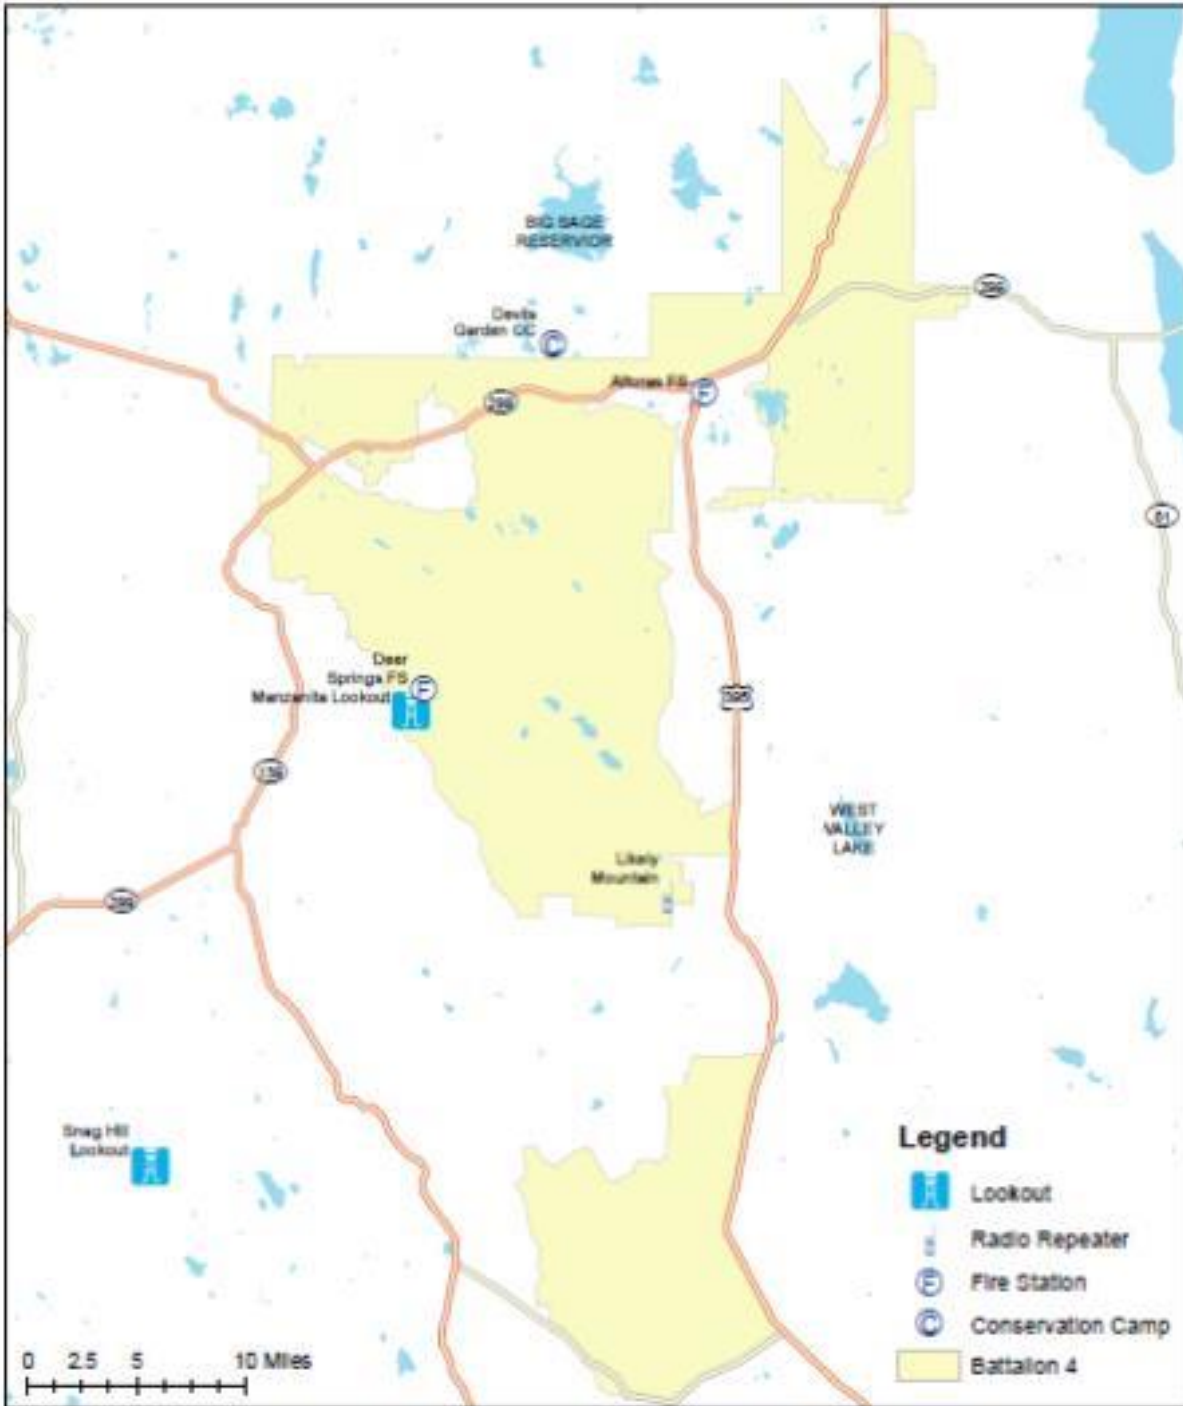 BIG SAGE
RESERVIOR
299
Devils
Garden CC
C
Alturas FS
F
299
81
Deer
Springs FS
F
Manzanita Lookout
395
139
WEST
VALLEY
LAKE
Likely
Mountain
299
Snag Hill
Lookout
Legend
Lookout
Radio Repeater
F Fire Station
C Conservation Camp
Battalion 4
0 2.5 5 10 Miles